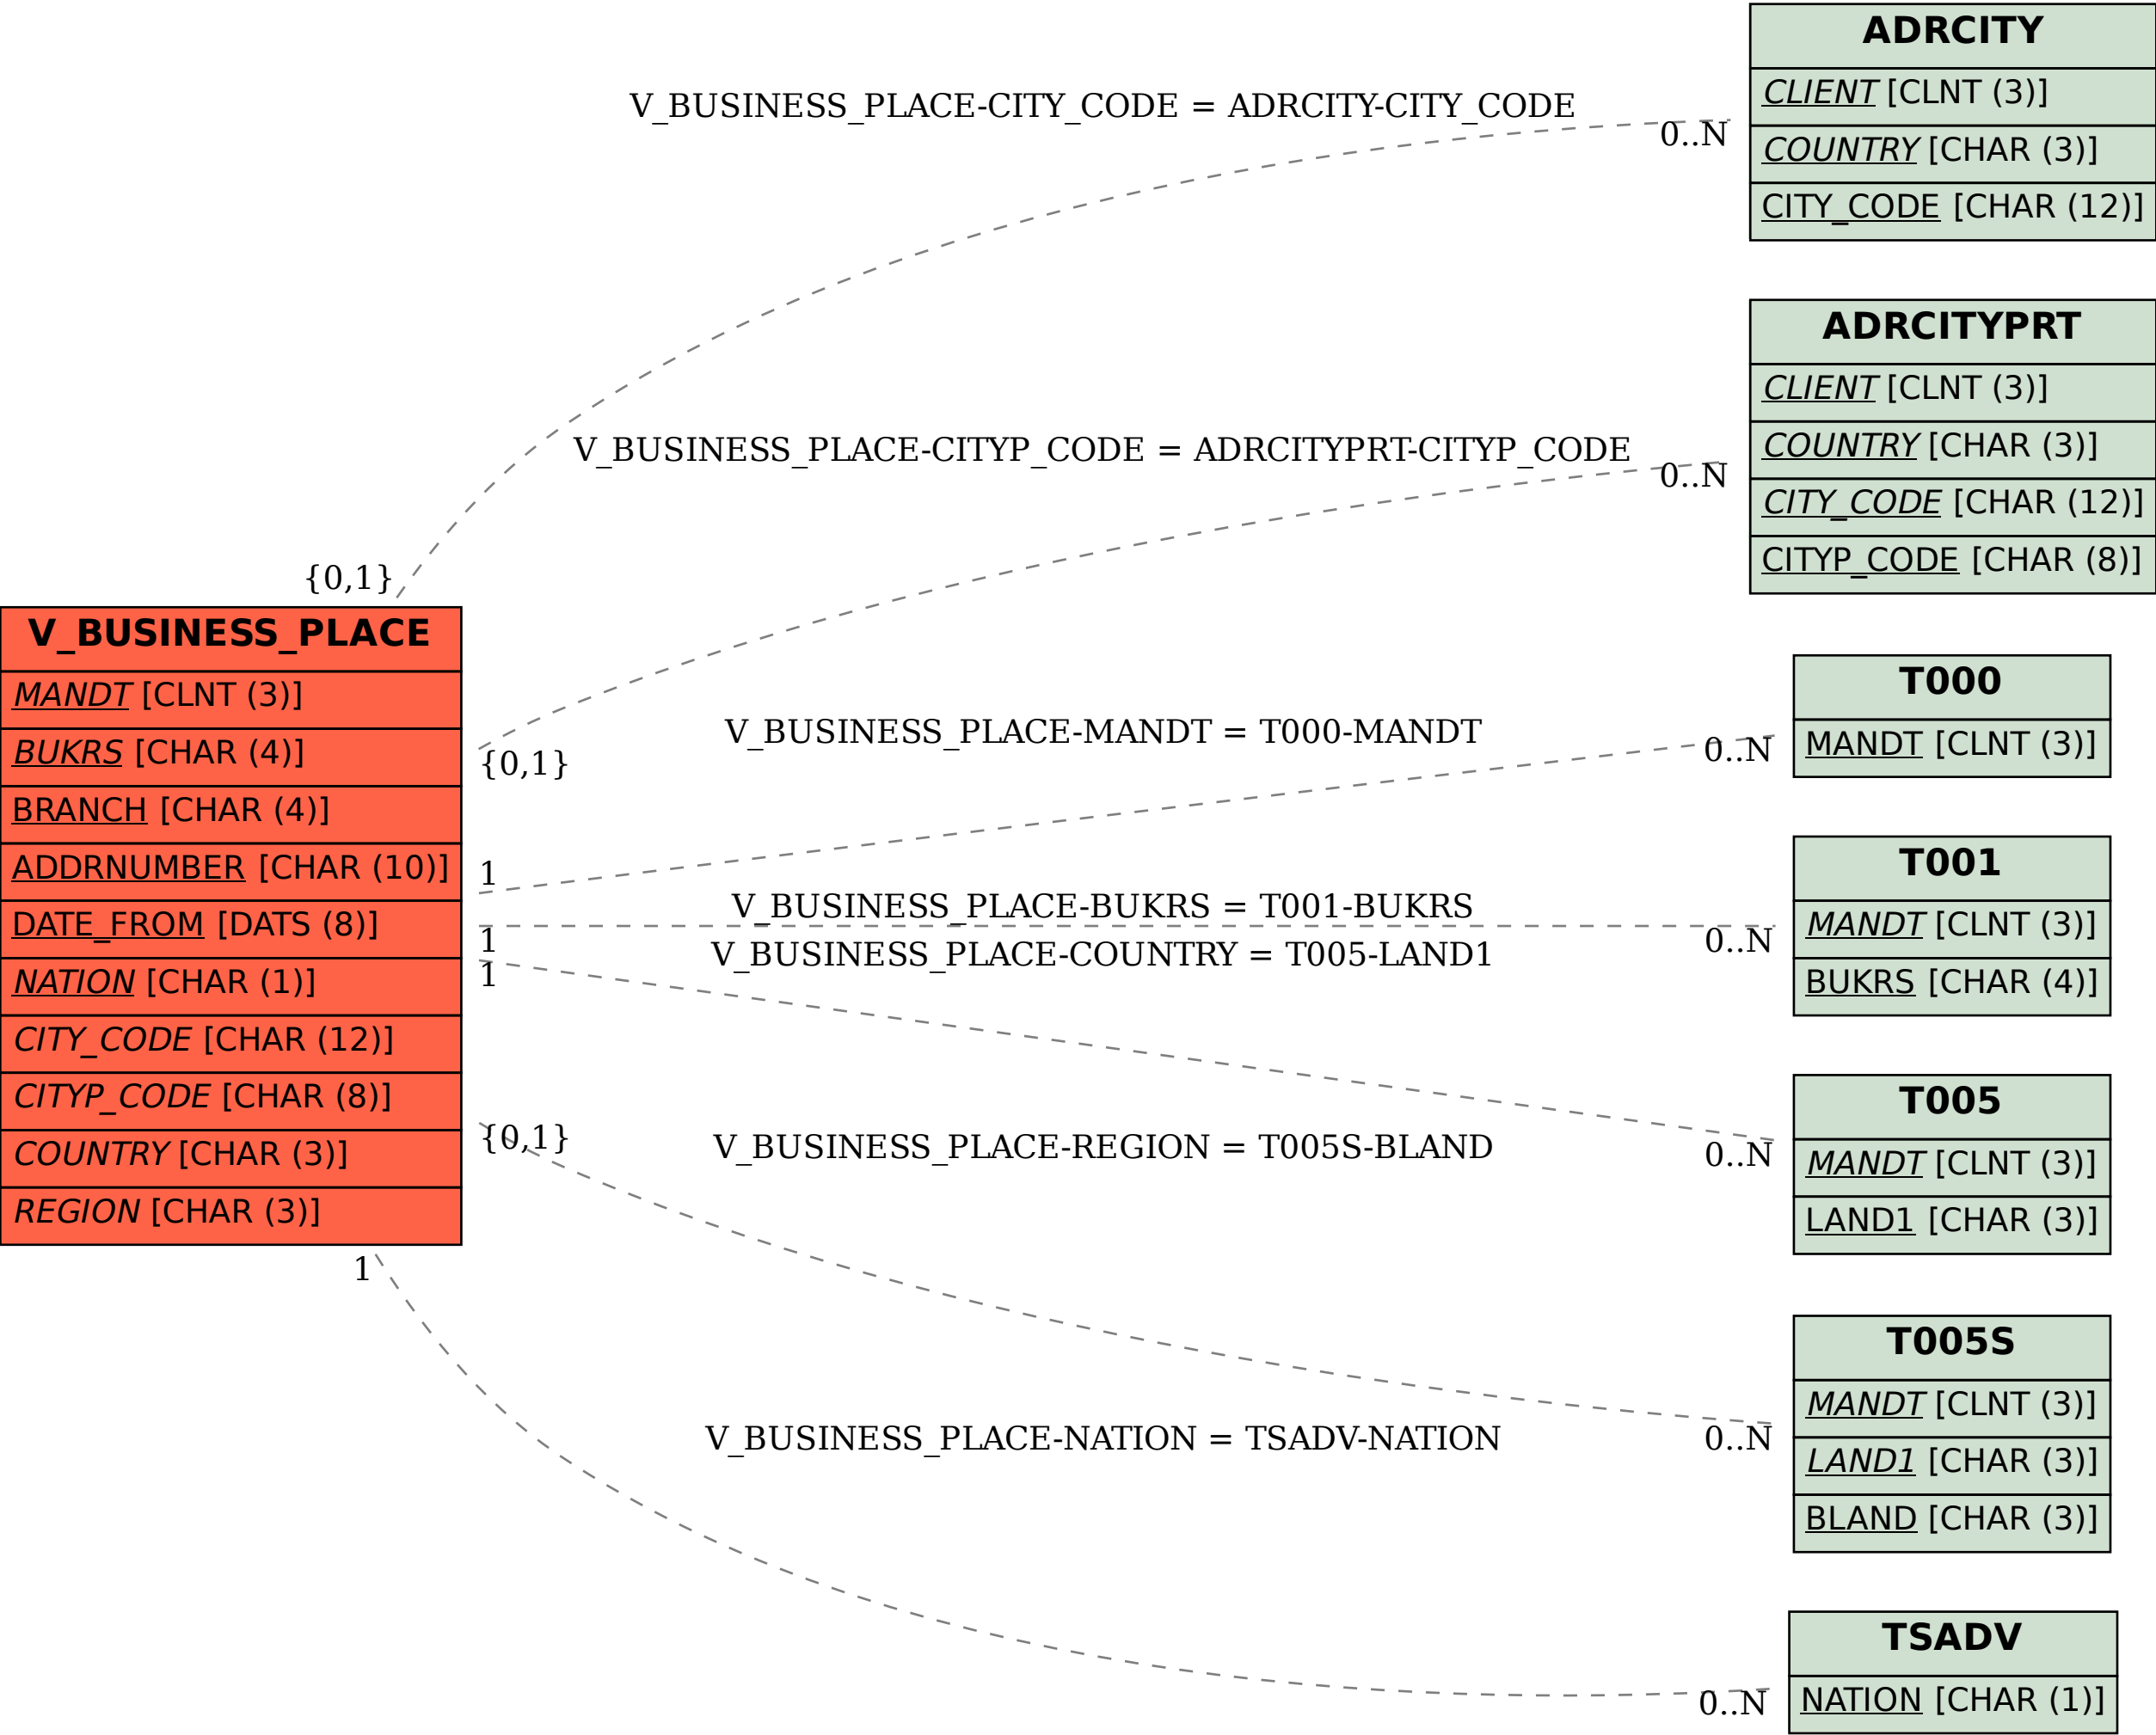 ADRCITY
CLIENT [CLNT (3)]
COUNTRY [CHAR (3)]
CITY_CODE [CHAR (12)]
V_BUSINESS_PLACE-CITY_CODE = ADRCITY-CITY_CODE
0..N
{0,1}
ADRCITYPRT
CLIENT [CLNT (3)]
COUNTRY [CHAR (3)]
CITY_CODE [CHAR (12)]
CITYP_CODE [CHAR (8)]
V_BUSINESS_PLACE-CITYP_CODE = ADRCITYPRT-CITYP_CODE
0..N
{0,1}
V_BUSINESS_PLACE
MANDT [CLNT (3)]
BUKRS [CHAR (4)]
BRANCH [CHAR (4)]
ADDRNUMBER [CHAR (10)]
DATE_FROM [DATS (8)]
NATION [CHAR (1)]
CITY_CODE [CHAR (12)]
CITYP_CODE [CHAR (8)]
COUNTRY [CHAR (3)]
REGION [CHAR (3)]
V_BUSINESS_PLACE-MANDT = T000-MANDT
0..N
1
T000
MANDT [CLNT (3)]
V_BUSINESS_PLACE-BUKRS = T001-BUKRS
0..N
1
T001
MANDT [CLNT (3)]
BUKRS [CHAR (4)]
V_BUSINESS_PLACE-COUNTRY = T005-LAND1
0..N
1
T005
MANDT [CLNT (3)]
LAND1 [CHAR (3)]
V_BUSINESS_PLACE-REGION = T005S-BLAND
0..N
{0,1}
T005S
MANDT [CLNT (3)]
LAND1 [CHAR (3)]
BLAND [CHAR (3)]
V_BUSINESS_PLACE-NATION = TSADV-NATION
0..N
1
TSADV
NATION [CHAR (1)]